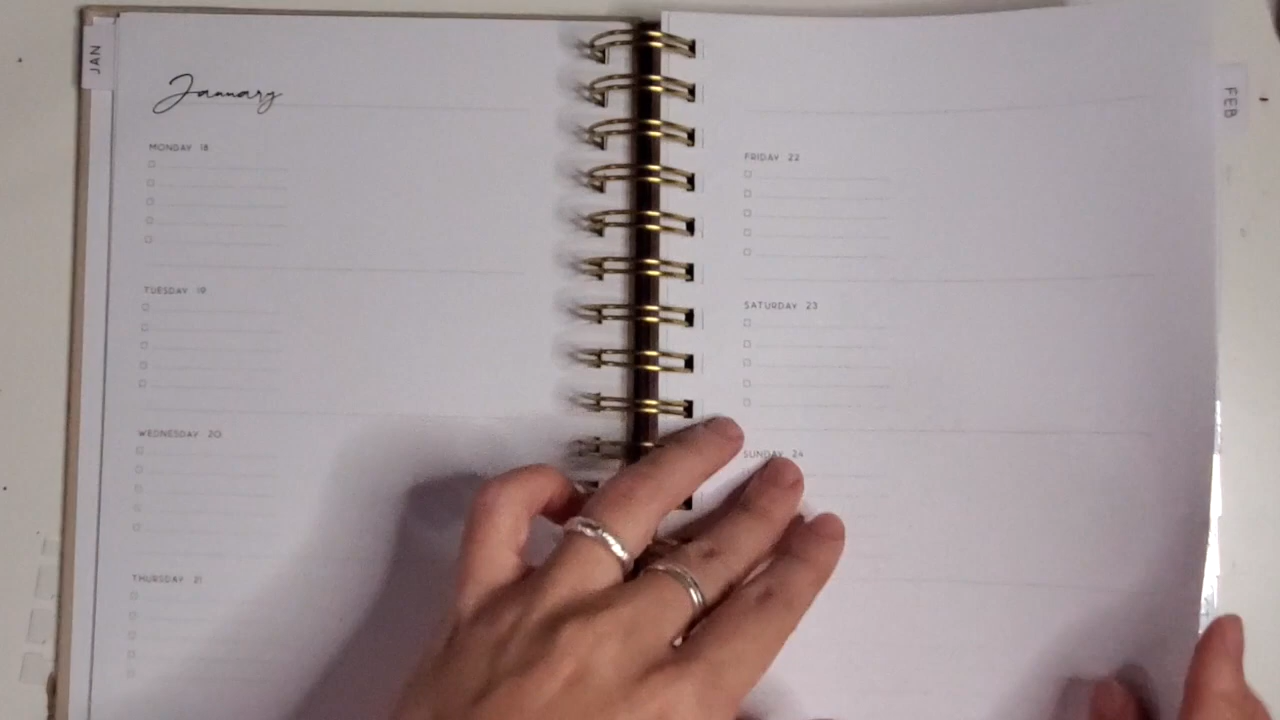 JAN
January
MONDAY 18
TUESDAY 19
WEDNESDAY 20
THURSDAY 21
FRIDAY 22
SATURDAY 23
SUNDAY 24
FEB